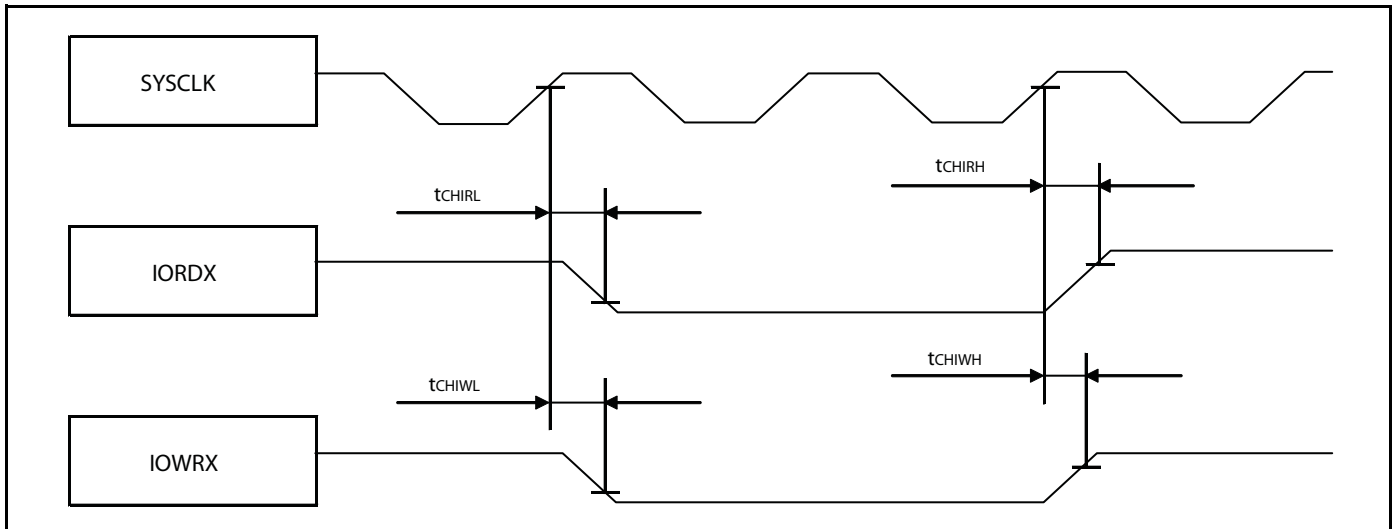 SYSCLK
tCHIRH
tCHIRL
IORDX
tCHIWH
tCHIWL
IOWRX